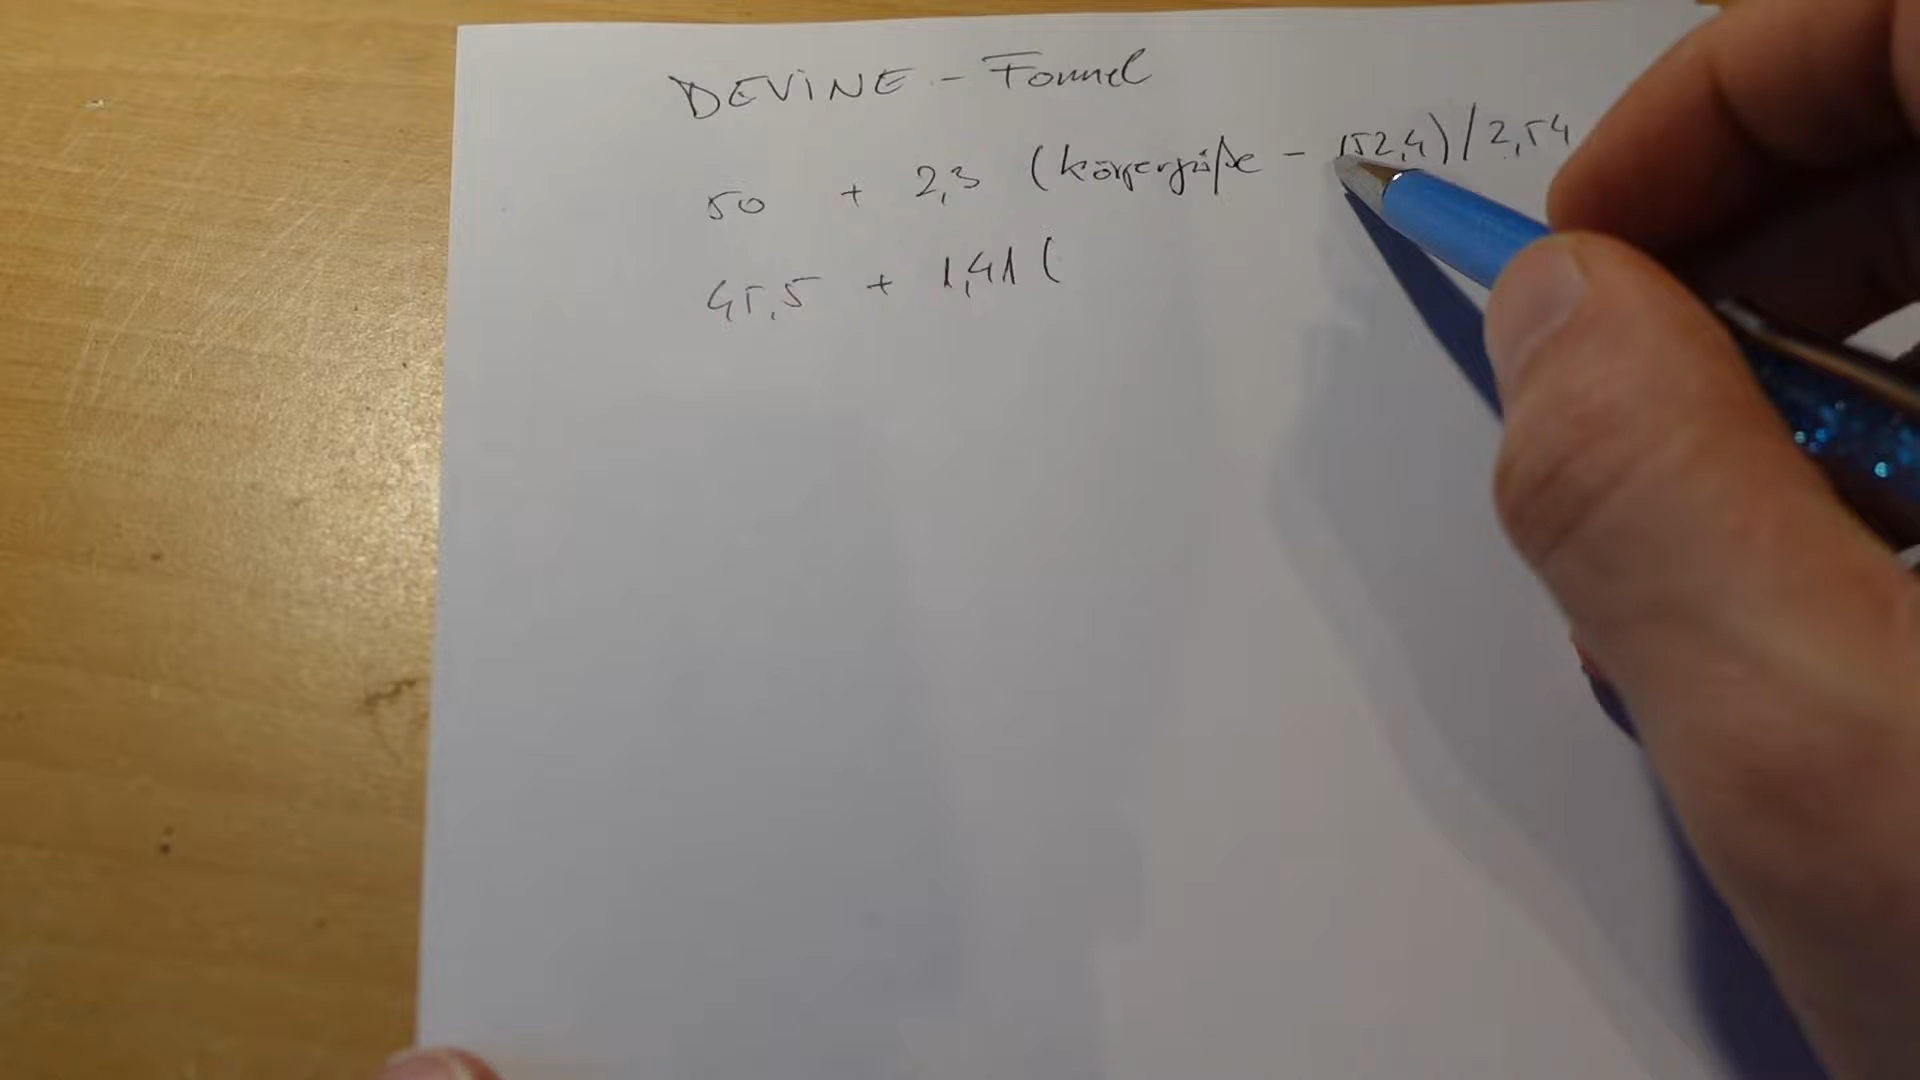 DEVINE - Formel
50 + 2,3 (Körpergröße - 152,4)/2,54
45,5 + 1,41 (